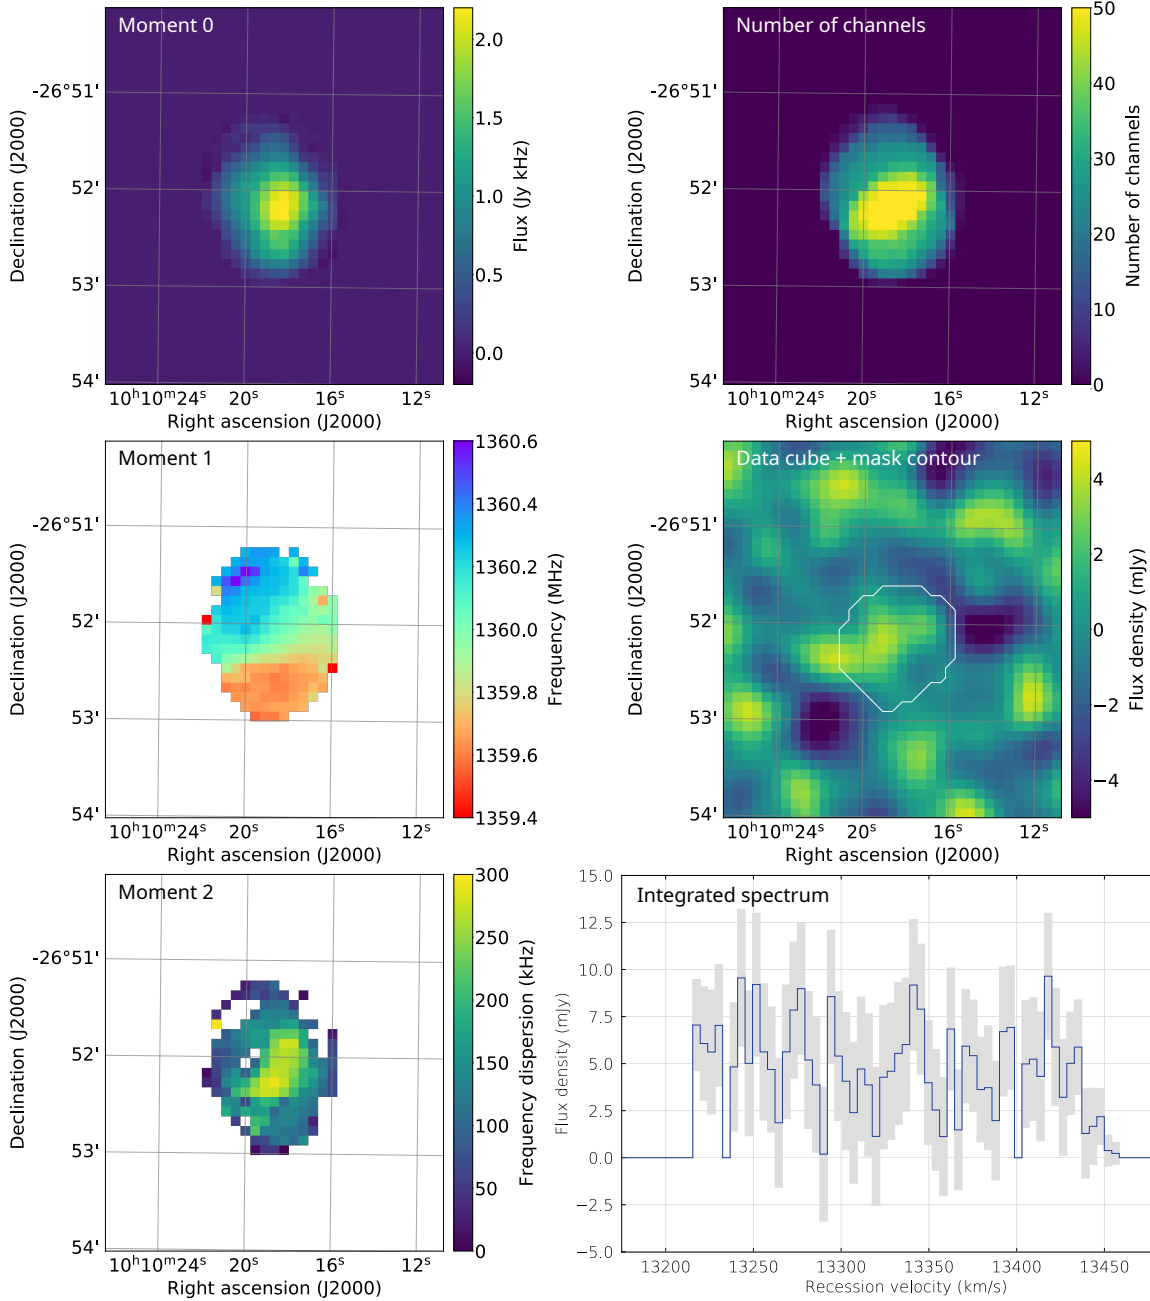 Moment 0
Declination (J2000)
-26°51'
52'
53'
54'
10ʰ10ᵐ24ˢ 20ˢ 16ˢ 12ˢ
Right ascension (J2000)
2.0
1.5
1.0
0.5
0.0
Flux (Jy kHz)
Number of channels
Declination (J2000)
-26°51'
52'
53'
54'
10ʰ10ᵐ24ˢ 20ˢ 16ˢ 12ˢ
Right ascension (J2000)
50
40
30
20
10
0
Number of channels
Moment 1
Declination (J2000)
-26°51'
52'
53'
54'
10ʰ10ᵐ24ˢ 20ˢ 16ˢ 12ˢ
Right ascension (J2000)
1360.6
1360.4
1360.2
1360.0
1359.8
1359.6
1359.4
Frequency (MHz)
Data cube + mask contour
Declination (J2000)
-26°51'
52'
53'
54'
10ʰ10ᵐ24ˢ 20ˢ 16ˢ 12ˢ
Right ascension (J2000)
4
2
0
−2
−4
Flux density (mJy)
Moment 2
Declination (J2000)
-26°51'
52'
53'
54'
10ʰ10ᵐ24ˢ 20ˢ 16ˢ 12ˢ
Right ascension (J2000)
300
250
200
150
100
50
0
Frequency dispersion (kHz)
Integrated spectrum
Flux density (mJy)
15.0
12.5
10.0
7.5
5.0
2.5
0.0
−2.5
−5.0
13200 13250 13300 13350 13400 13450
Recession velocity (km/s)